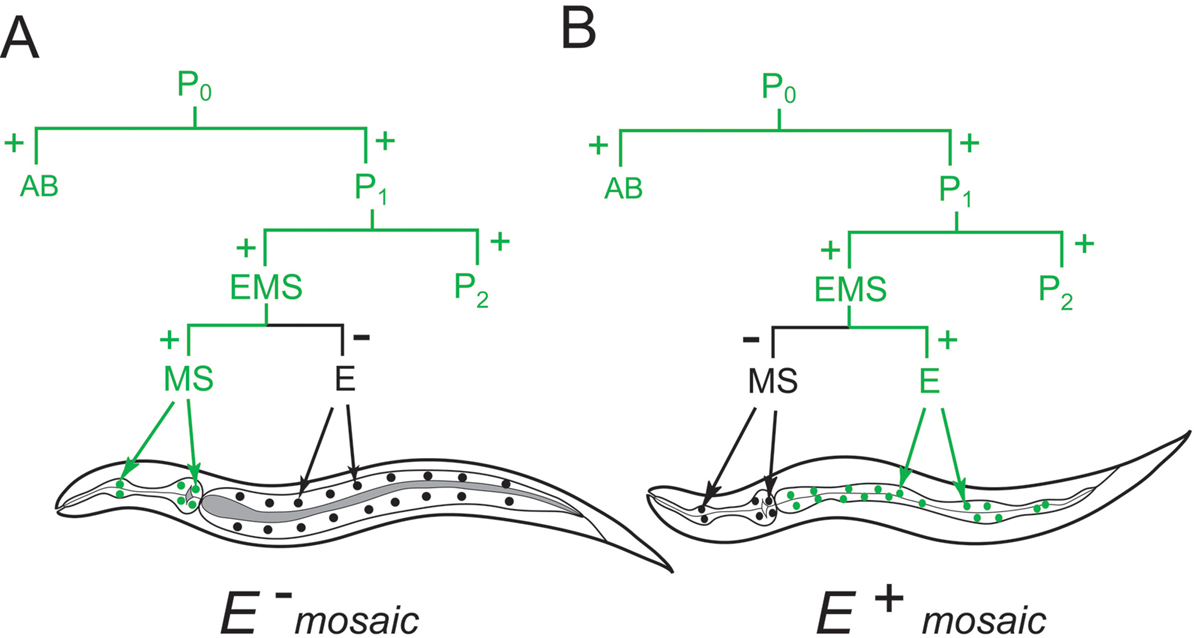 A
B
P0
P0
+ +
+ +
AB
P1
AB
P1
+ +
+ +
EMS
P2
EMS
P2
+ -
- +
MS
E
MS
E
E - mosaic
E + mosaic